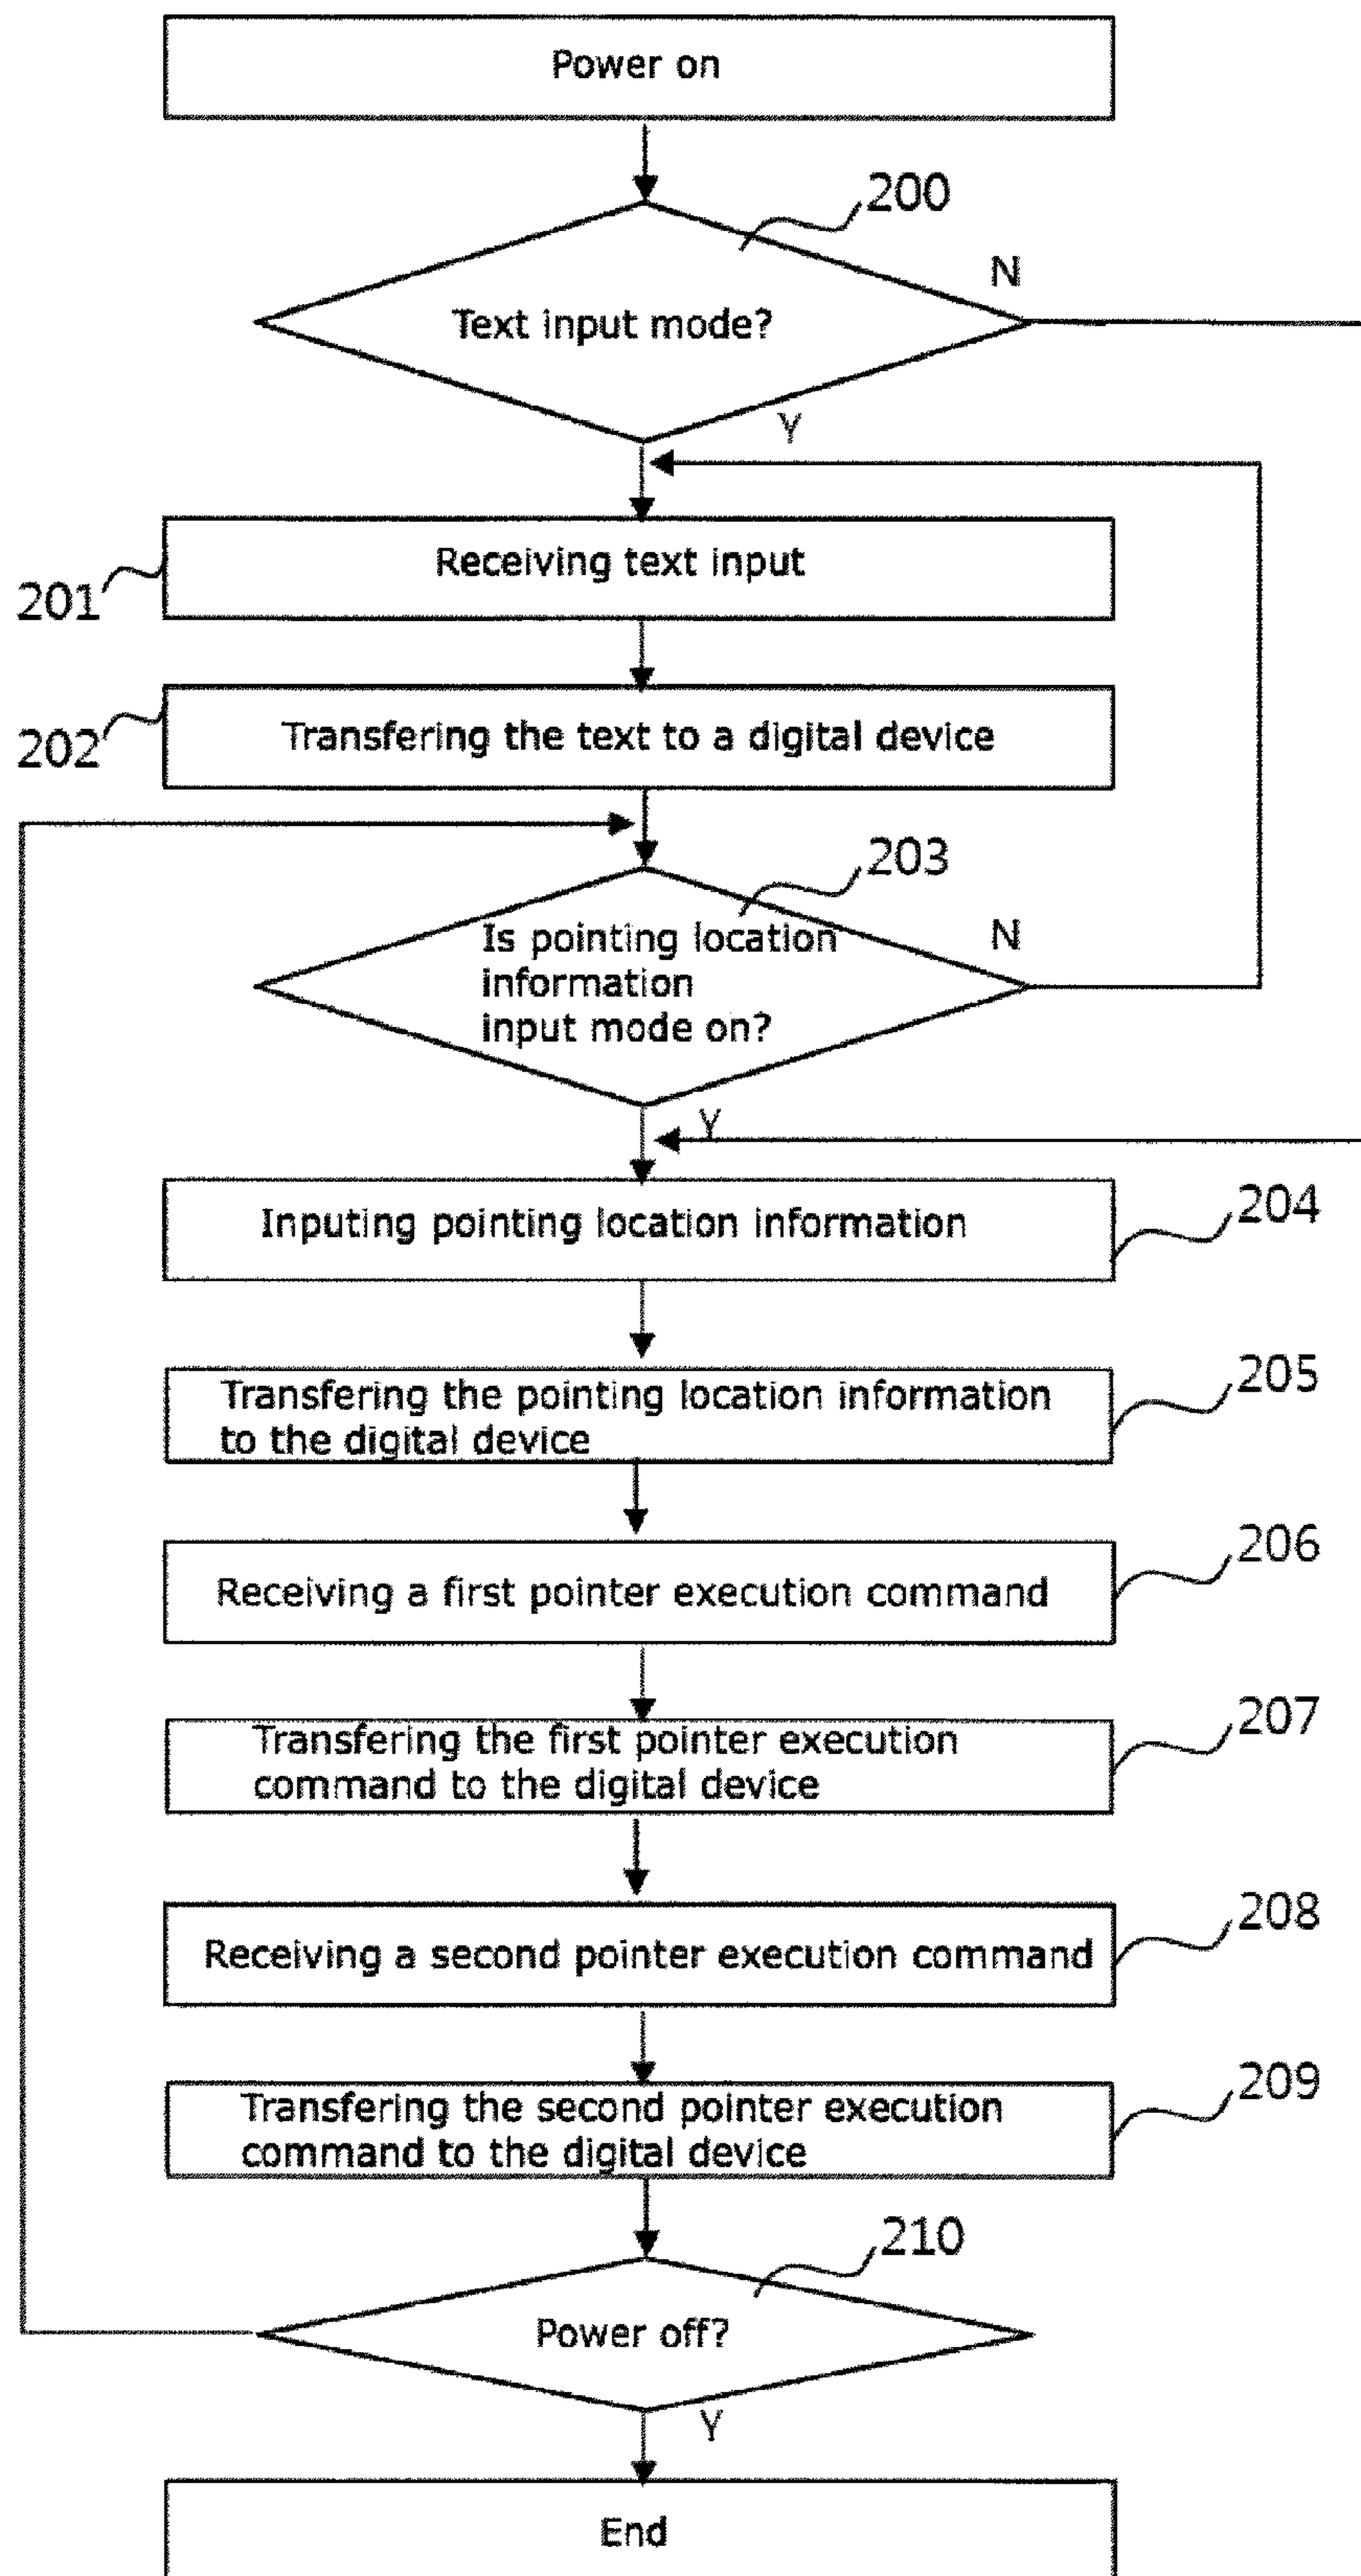 Power on
200
N
Text input mode?
Y
Receiving text input
201
Transfering the text to a digital device
202
203
Is pointing location
information
input mode on?
N
Y
Inputing pointing location information
204
Transfering the pointing location information
to the digital device
205
Receiving a first pointer execution command
206
Transfering the first pointer execution
command to the digital device
207
Receiving a second pointer execution command
208
Transfering the second pointer execution
command to the digital device
209
210
Power off?
Y
End